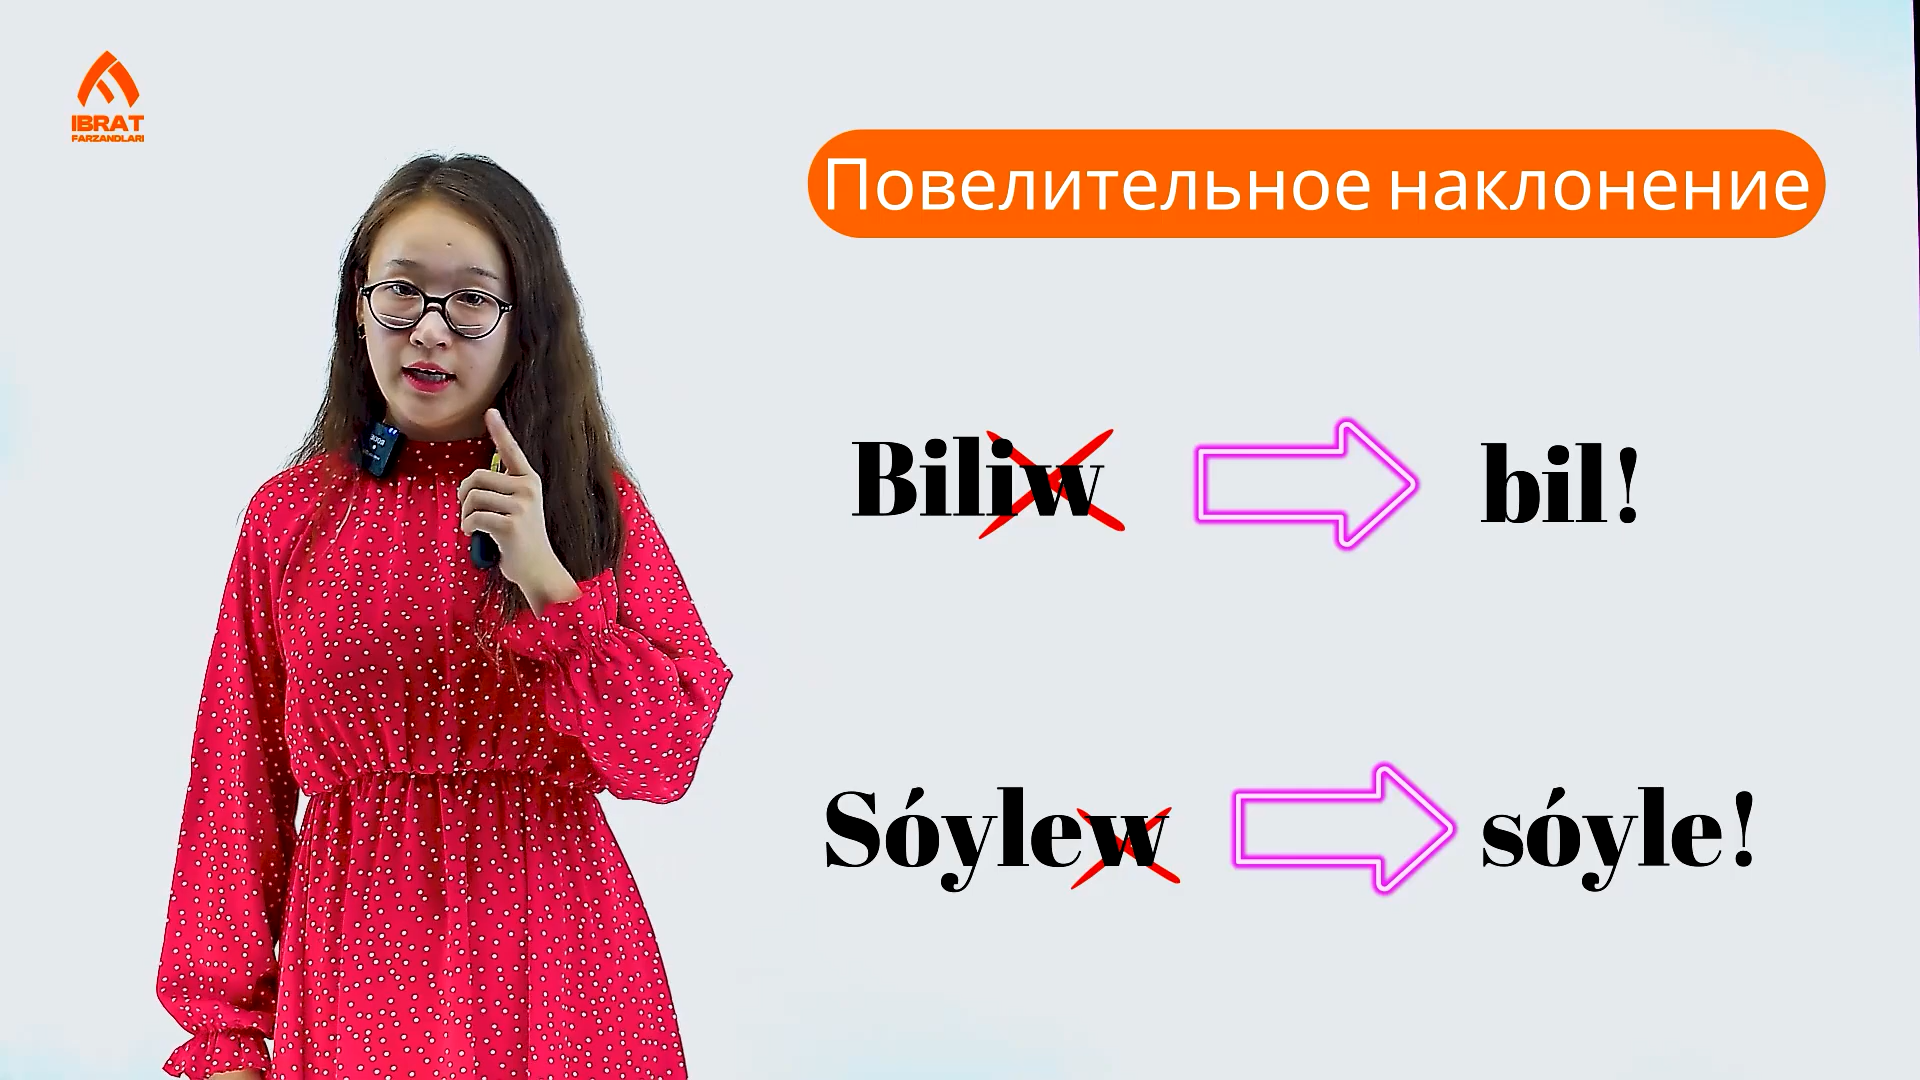 IBRAT
FARZANDLARI
Повелительное наклонение
Biliw
bil!
Sóylew
sóyle!